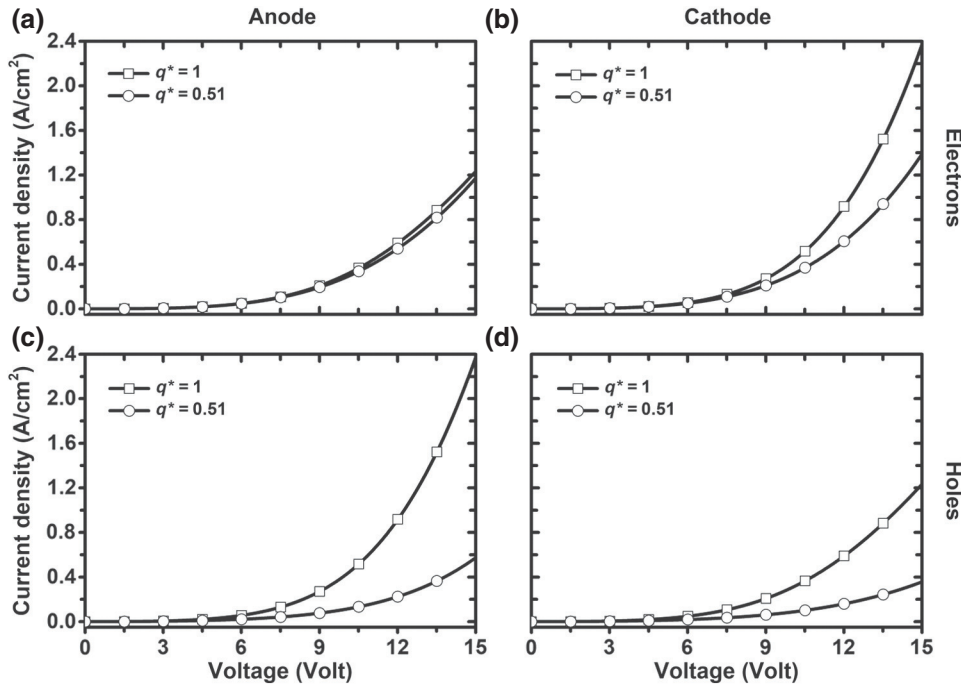 (a) Anode (b) Cathode
Current density (A/cm²)
2.4
2.0
1.6
1.2
0.8
0.4
0.0
q* = 1
q* = 0.51
q* = 1
q* = 0.51
Electrons
(c) (d)
Current density (A/cm²)
2.4
2.0
1.6
1.2
0.8
0.4
0.0
q* = 1
q* = 0.51
q* = 1
q* = 0.51
Holes
0 3 6 9 12 15 0 3 6 9 12 15
Voltage (Volt) Voltage (Volt)